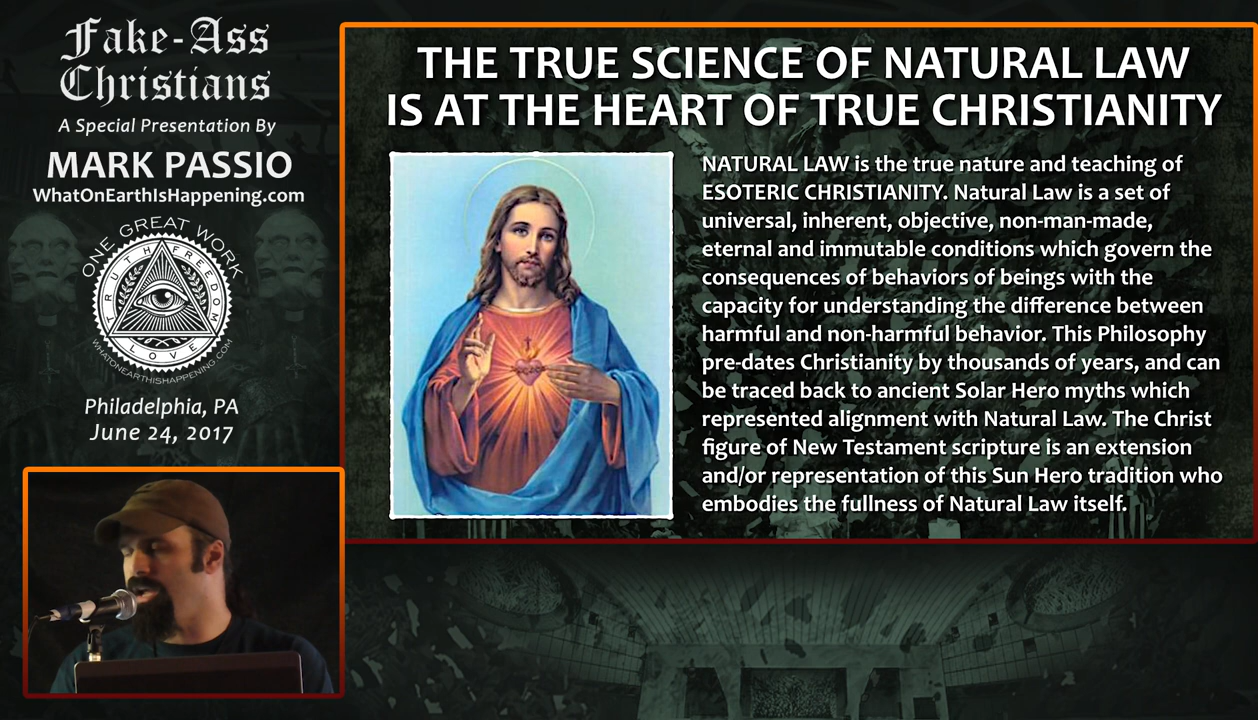 Fake-Ass
Christians
A Special Presentation By
MARK PASSIO
WhatOnEarthIsHappening.com
ONE GREAT WORK
TRUTH FREEDOM
LOVE
WHATONEARTHISHAPPENING.COM
Philadelphia, PA
June 24, 2017
THE TRUE SCIENCE OF NATURAL LAW
IS AT THE HEART OF TRUE CHRISTIANITY
NATURAL LAW is the true nature and teaching of
ESOTERIC CHRISTIANITY. Natural Law is a set of
universal, inherent, objective, non-man-made,
eternal and immutable conditions which govern the
consequences of behaviors of beings with the
capacity for understanding the difference between
harmful and non-harmful behavior. This Philosophy
pre-dates Christianity by thousands of years, and can
be traced back to ancient Solar Hero myths which
represented alignment with Natural Law. The Christ
figure of New Testament scripture is an extension
and/or representation of this Sun Hero tradition who
embodies the fullness of Natural Law itself.